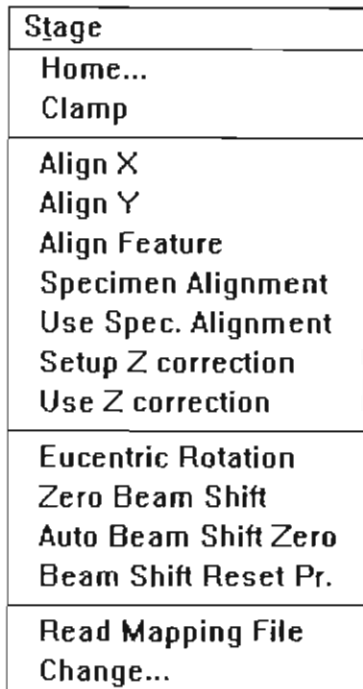 Stage
Home...
Clamp
Align X
Align Y
Align Feature
Specimen Alignment
Use Spec. Alignment
Setup Z correction
Use Z correction
Eucentric Rotation
Zero Beam Shift
Auto Beam Shift Zero
Beam Shift Reset Pr.
Read Mapping File
Change...